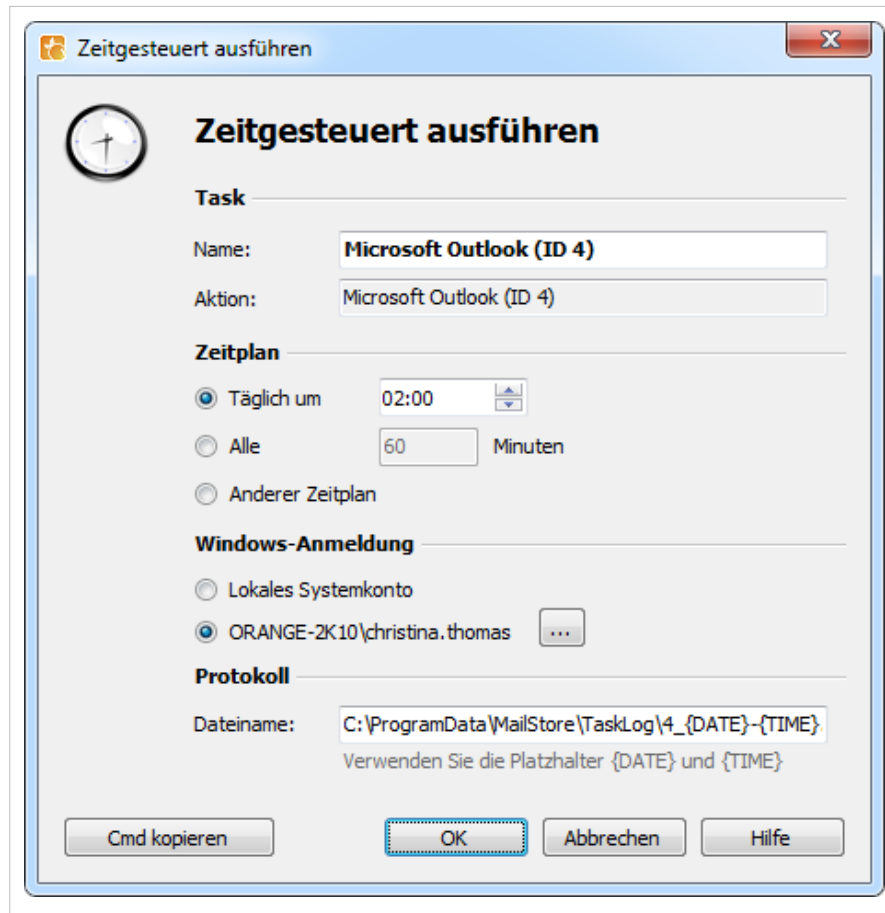 Zeitgesteuert ausführen
Zeitgesteuert ausführen
Task
Name: Microsoft Outlook (ID 4)
Aktion: Microsoft Outlook (ID 4)
Zeitplan
Täglich um 02:00
Alle 60 Minuten
Anderer Zeitplan
Windows-Anmeldung
Lokales Systemkonto
ORANGE-2K10\christina.thomas ...
Protokoll
Dateiname: C:\ProgramData\MailStore\TaskLog\4_{DATE}-{TIME}.
Verwenden Sie die Platzhalter {DATE} und {TIME}
Cmd kopieren OK Abbrechen Hilfe